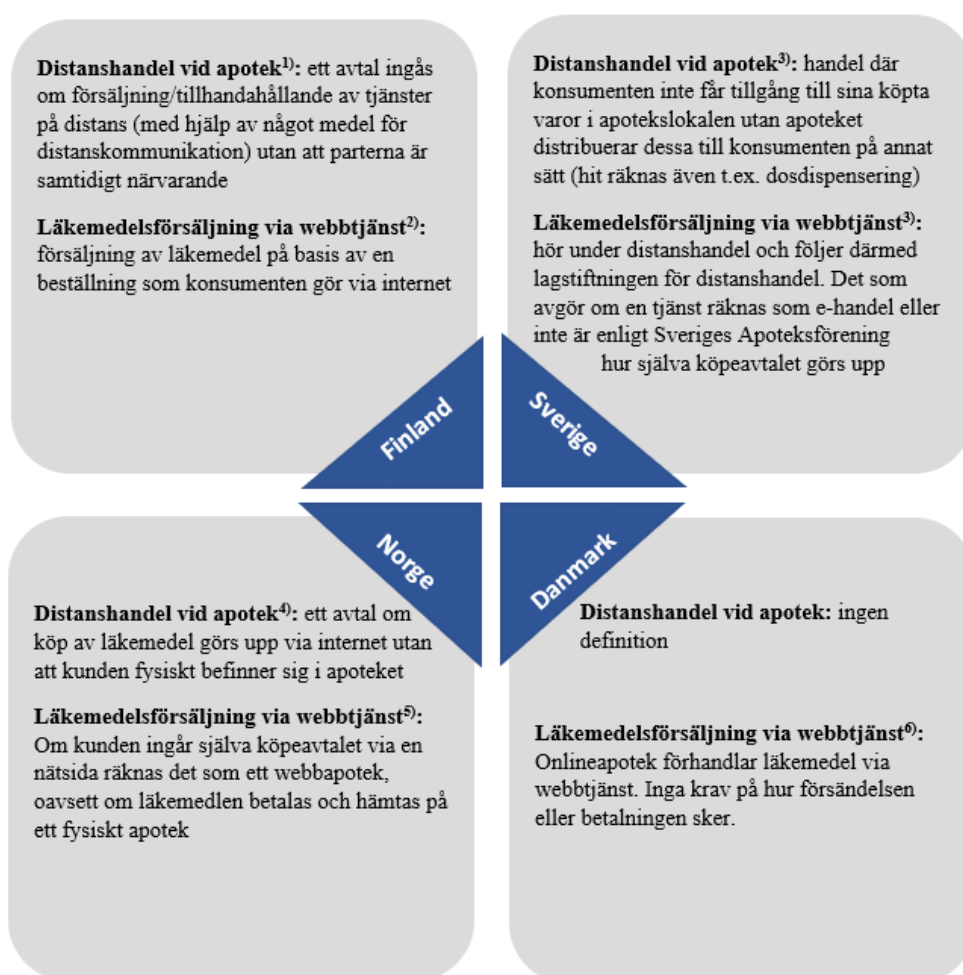 Distanshandel vid apotek1): ett avtal ingås
om försäljning/tillhandahållande av tjänster
på distans (med hjälp av något medel för
distanskommunikation) utan att parterna är
samtidigt närvarande
Läkemedelsförsäljning via webbtjänst2):
försäljning av läkemedel på basis av en
beställning som konsumenten gör via internet
Finland
Distanshandel vid apotek3): handel där
konsumenten inte får tillgång till sina köpta
varor i apotekslokalen utan apoteket
distribuerar dessa till konsumenten på annat
sätt (hit räknas även t.ex. dosdispensering)
Läkemedelsförsäljning via webbtjänst3):
hör under distanshandel och följer därmed
lagstiftningen för distanshandel. Det som
avgör om en tjänst räknas som e-handel eller
inte är enligt Sveriges Apoteksförening
hur själva köpeavtalet görs upp
Sverige
Norge
Distanshandel vid apotek4): ett avtal om
köp av läkemedel görs upp via internet utan
att kunden fysiskt befinner sig i apoteket
Läkemedelsförsäljning via webbtjänst5):
Om kunden ingår själva köpeavtalet via en
nätsida räknas det som ett webbapotek,
oavsett om läkemedlen betalas och hämtas på
ett fysiskt apotek
Danmark
Distanshandel vid apotek: ingen
definition
Läkemedelsförsäljning via webbtjänst6):
Onlineapotek förhandlar läkemedel via
webbtjänst. Inga krav på hur försändelsen
eller betalningen sker.